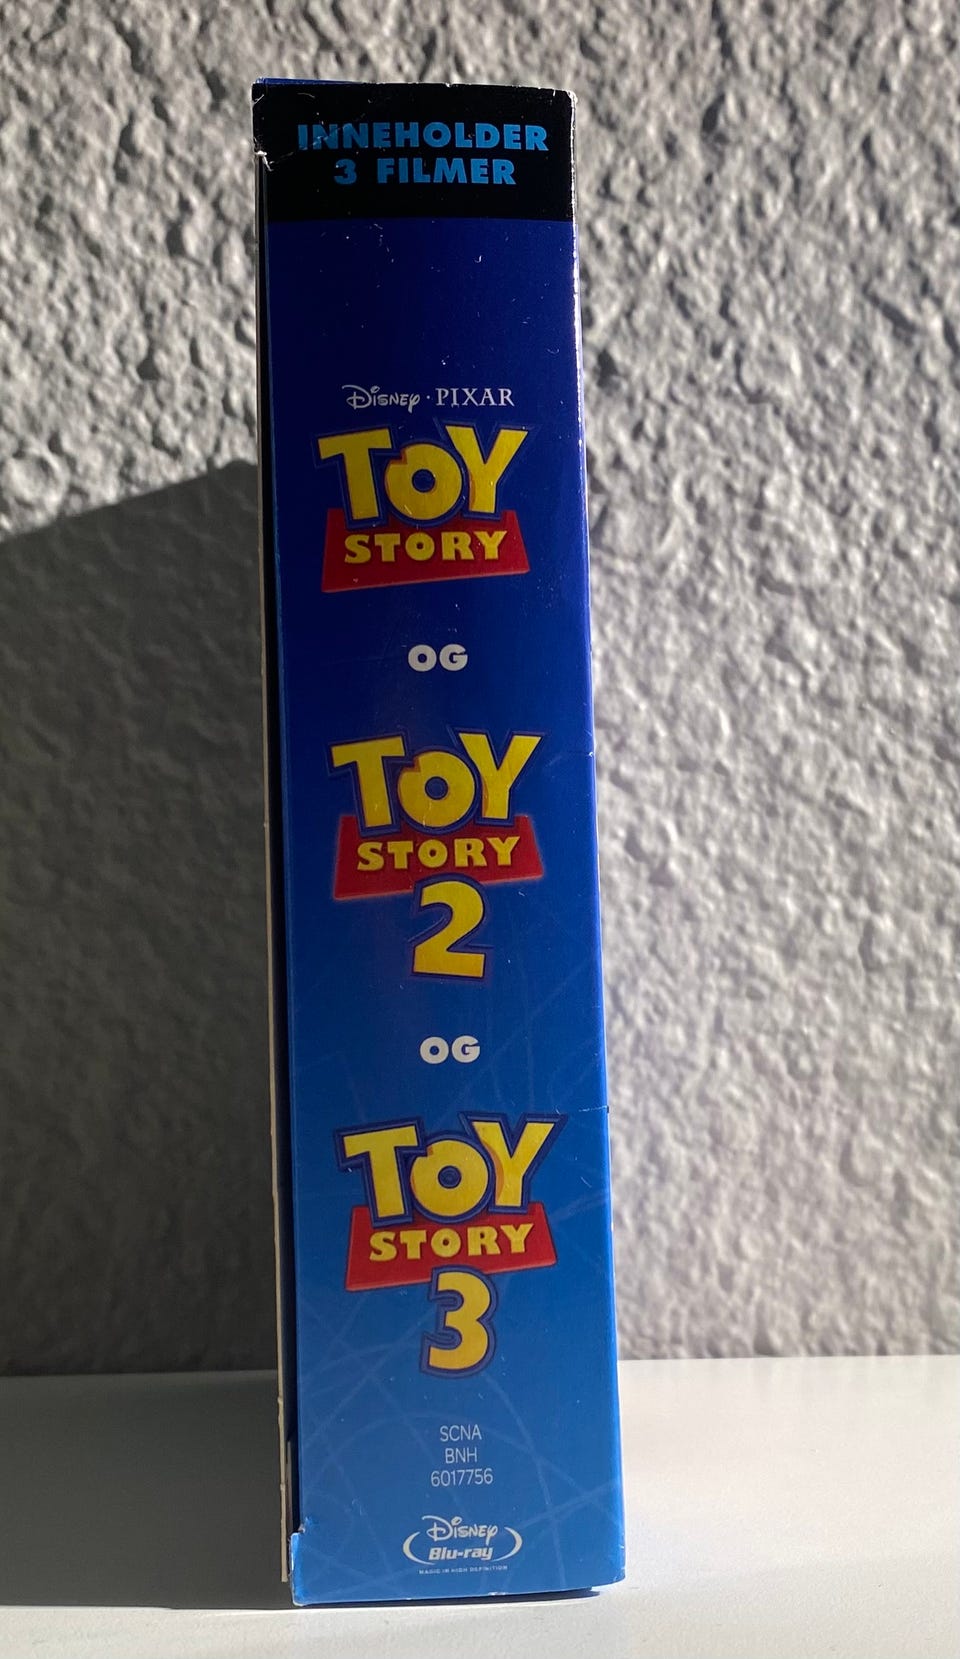 INNEHOLDER
3 FILMER
Disney · PIXAR
TOY
STORY
OG
TOY
STORY
2
OG
TOY
STORY
3
SCNA
BNH
6017756
Disney
Blu-ray
MAGIC IN HIGH DEFINITION